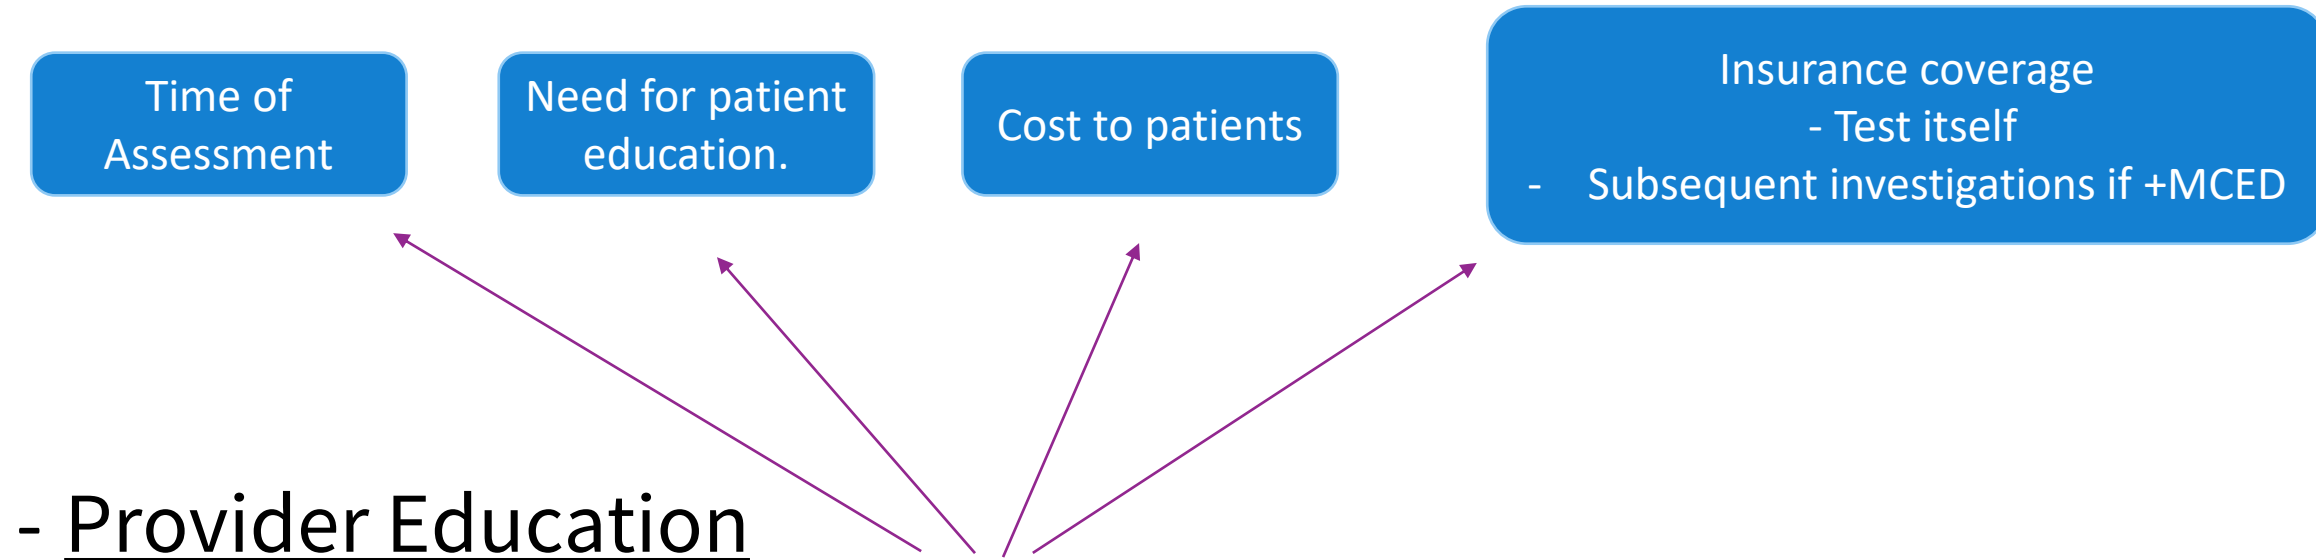 Time of
Assessment
Need for patient
education.
Cost to patients
Insurance coverage
- Test itself
- Subsequent investigations if +MCED
- Provider Education